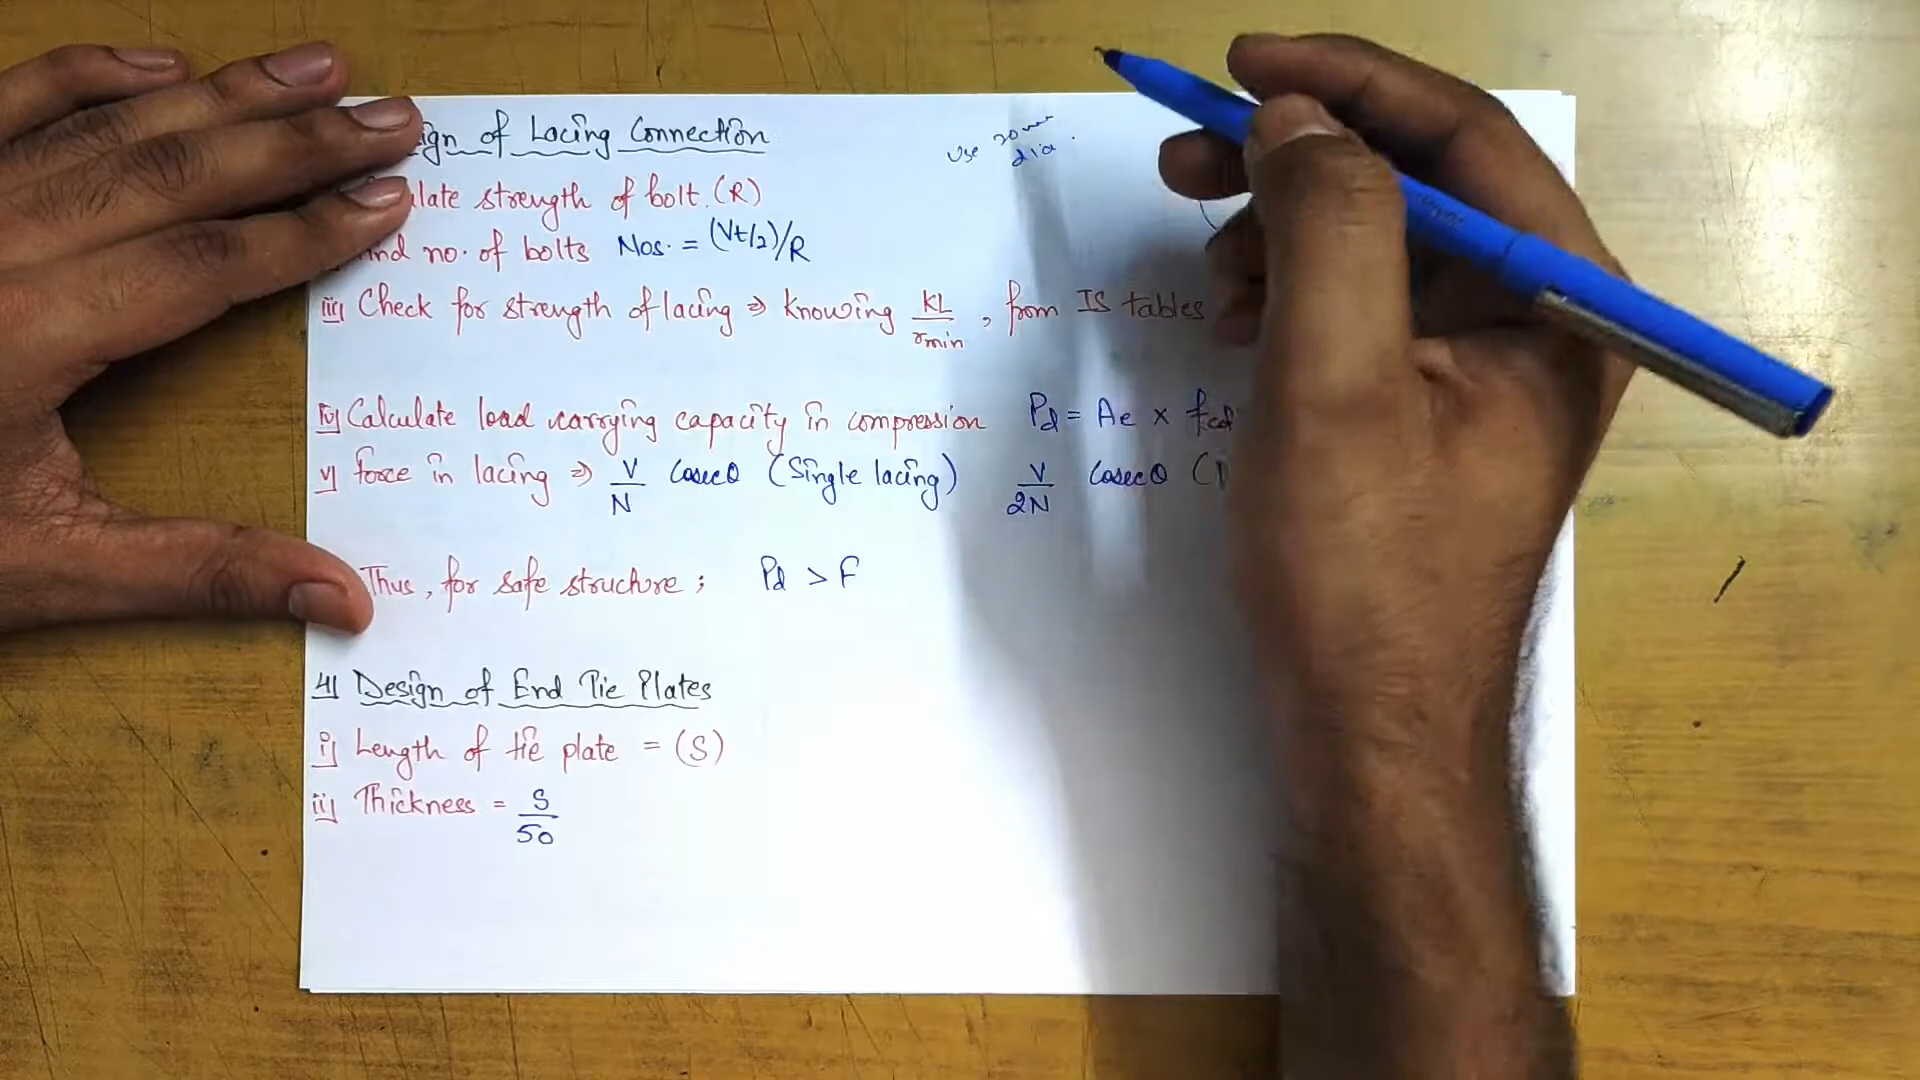 ign of Lacing Connection
Use 20mm
dia.
ulate strength of bolt. (R)
ind no. of bolts Nos. = (Vt/2)/R
iii) Check for strength of lacing ⇒ knowing KL/rmin, from IS tables
iv) Calculate load carrying capacity in compression Pd = Ae × fcd
v) force in lacing ⇒ V/N Cosecθ (Single lacing) V/2N Cosecθ (
Thus, for safe structure; Pd > F
4) Design of End Tie Plates
i) Length of tie plate = (S)
ii) Thickness = S/50